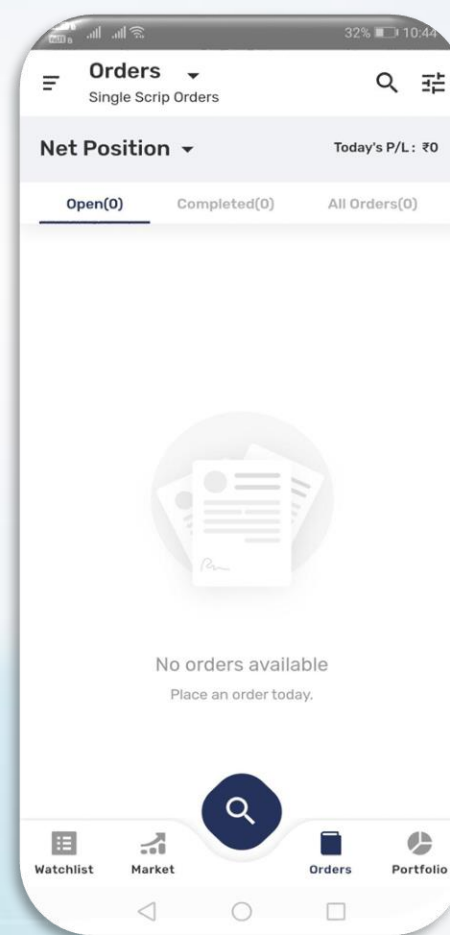 32% 10:44
Orders
Single Scrip Orders
Net Position
Today's P/L : ₹0
Open(0) Completed(0) All Orders(0)
No orders available
Place an order today.
Watchlist Market Orders Portfolio